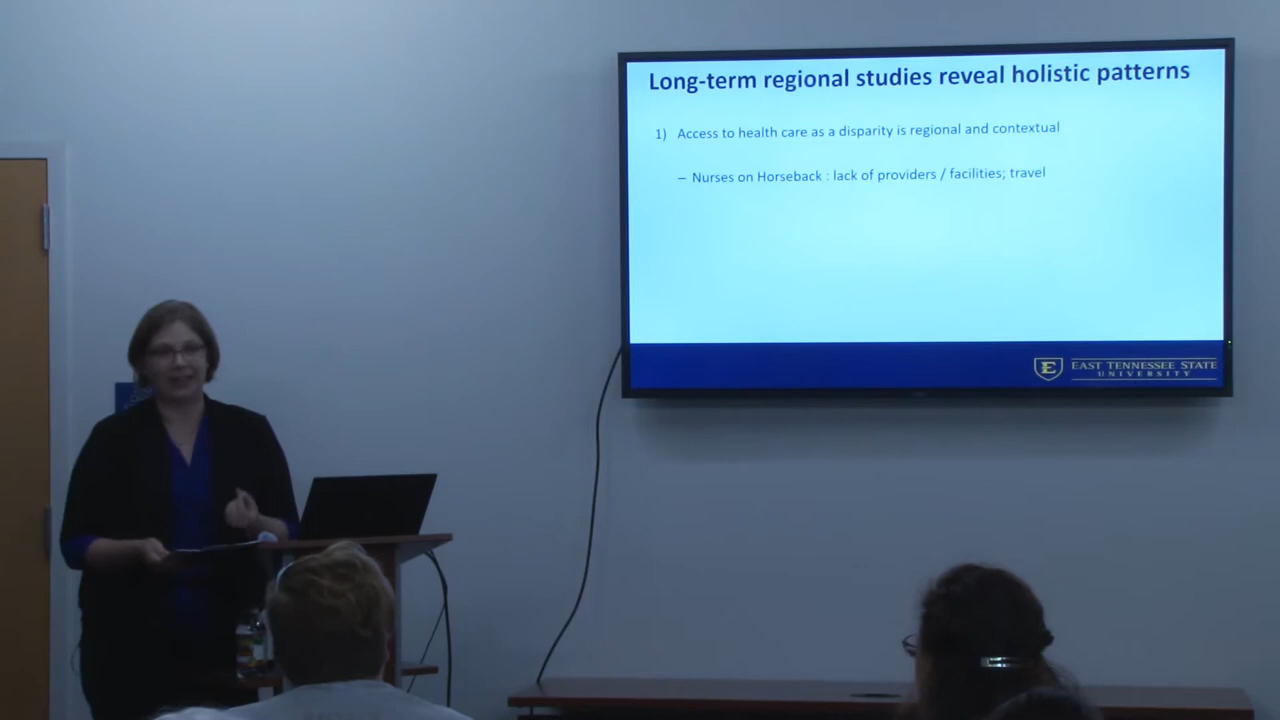 Long-term regional studies reveal holistic patterns
1) Access to health care as a disparity is regional and contextual
– Nurses on Horseback : lack of providers / facilities; travel
E EAST TENNESSEE STATE
UNIVERSITY